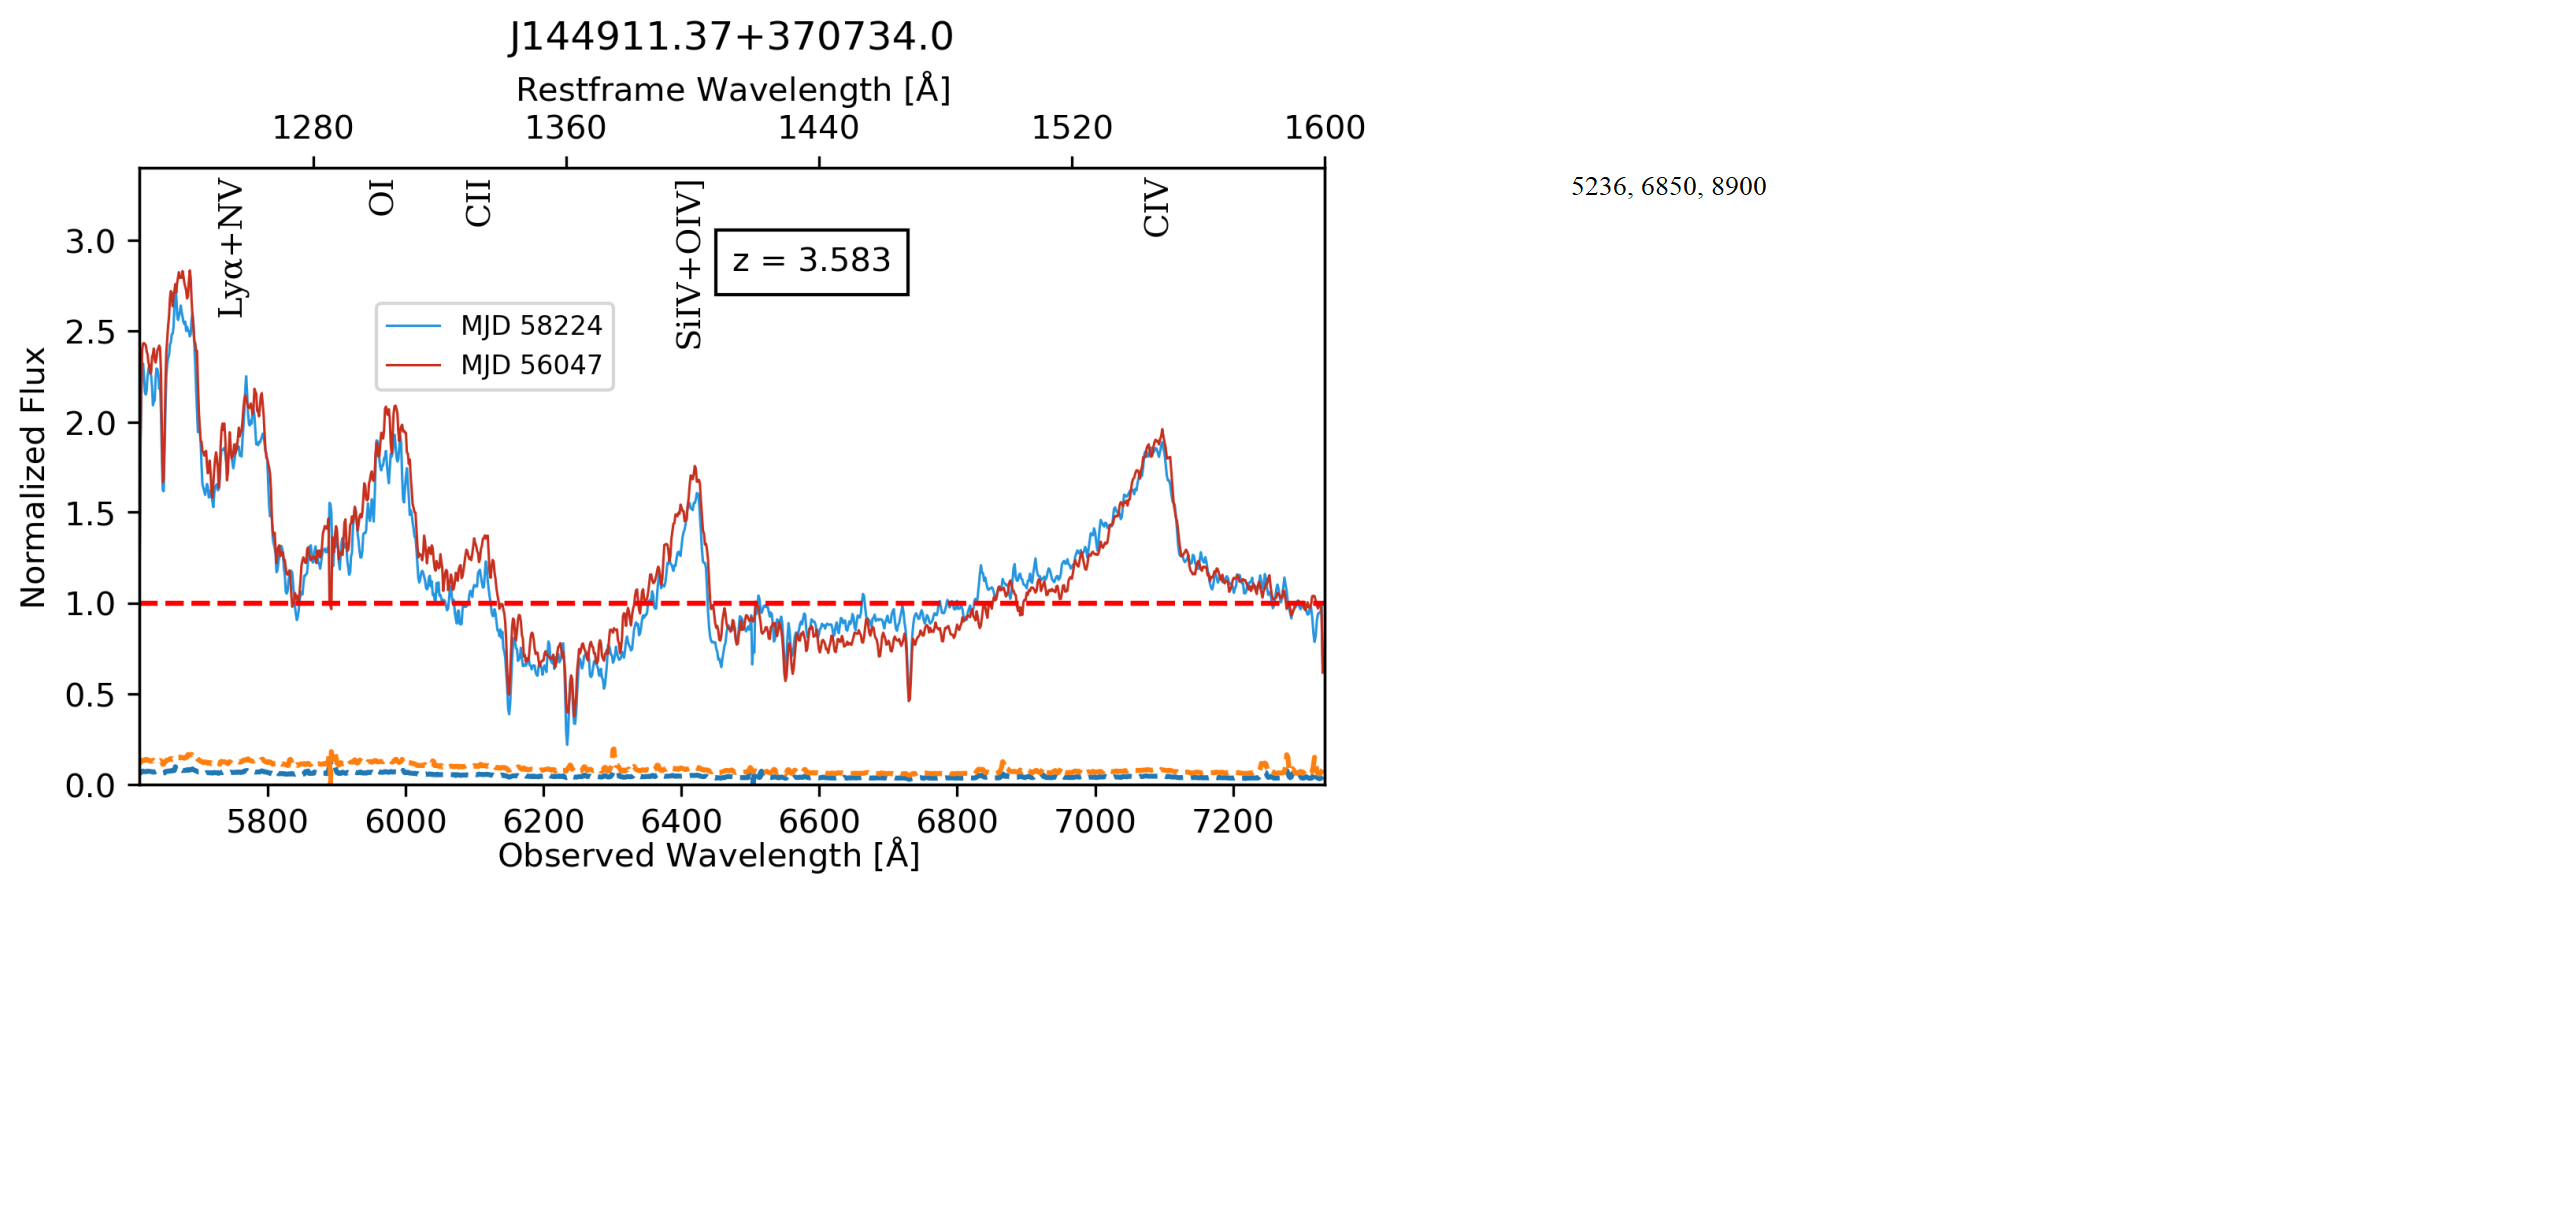 J144911.37+370734.0
Restframe Wavelength [Å]
1280 1360 1440 1520 1600
Lyα+NV
OI
CII
SiIV+OIV]
CIV
5236, 6850, 8900
z = 3.583
MJD 58224
MJD 56047
Normalized Flux
3.0
2.5
2.0
1.5
1.0
0.5
0.0
5800 6000 6200 6400 6600 6800 7000 7200
Observed Wavelength [Å]